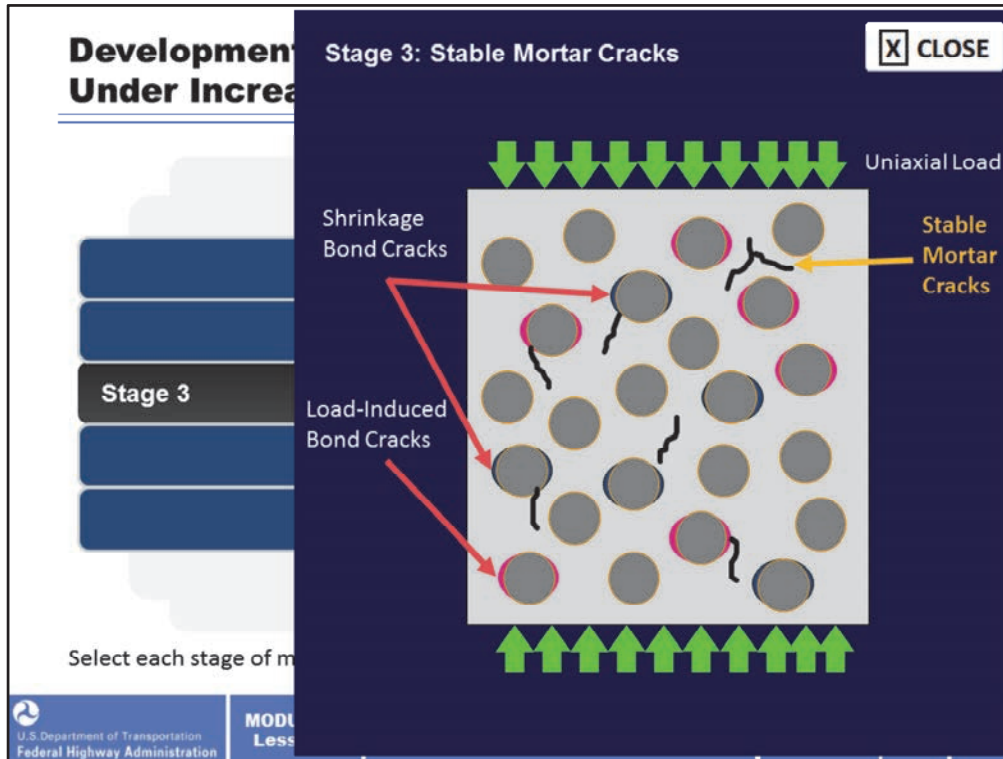 Development
Under Increa
Stage 3
Select each stage of m
U.S.Department of Transportation
Federal Highway Administration
MODU
Less
Stage 3: Stable Mortar Cracks
X CLOSE
Uniaxial Load
Shrinkage
Bond Cracks
Stable
Mortar
Cracks
Load-Induced
Bond Cracks